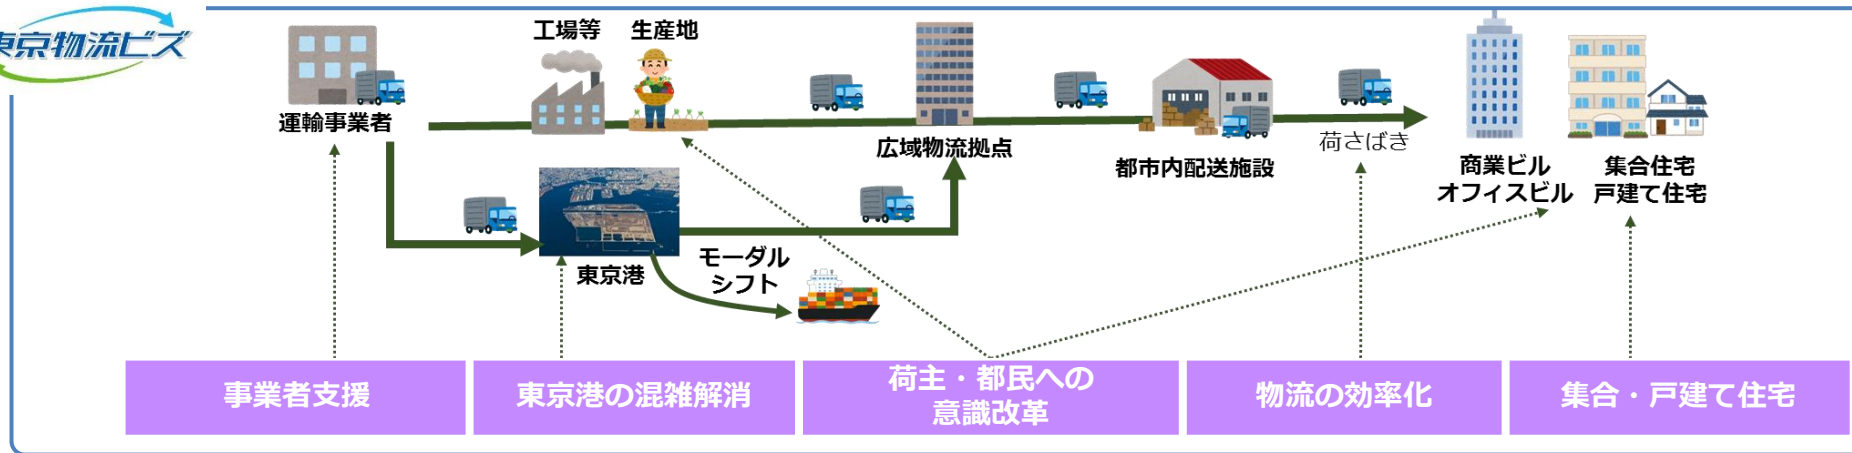 東京物流ビズ
工場等
生産地
運輸事業者
広域物流拠点
都市内配送施設
荷さばき
商業ビル
オフィスビル
集合住宅
戸建て住宅
東京港
モーダル
シフト
事業者支援
東京港の混雑解消
荷主・都民への
意識改革
物流の効率化
集合・戸建て住宅